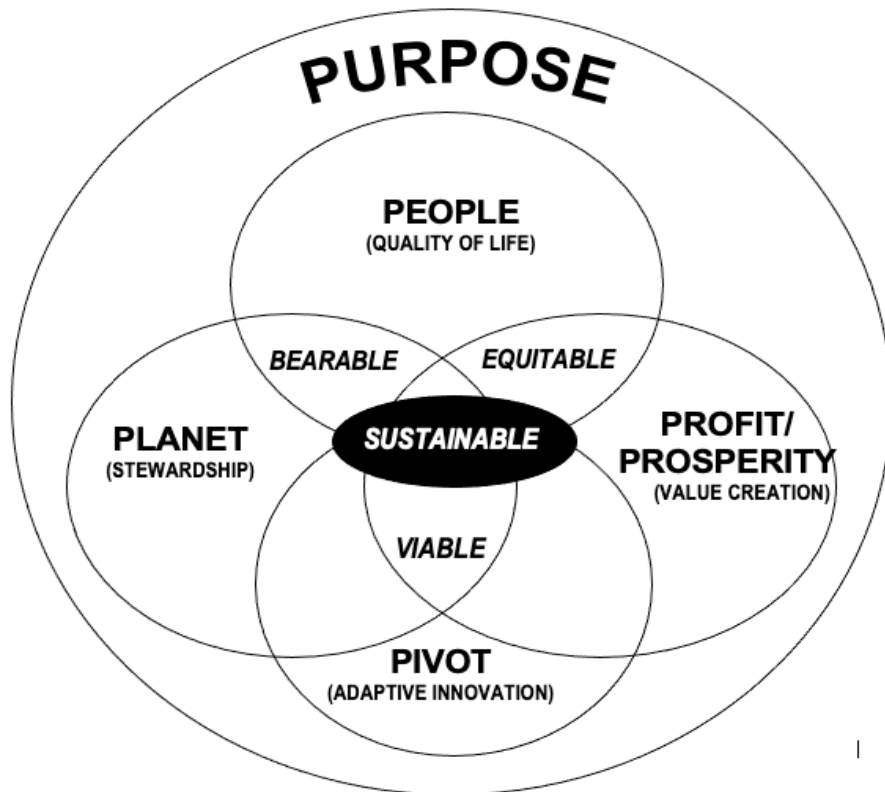 PURPOSE
PEOPLE
(QUALITY OF LIFE)
BEARABLE
EQUITABLE
PLANET
(STEWARDSHIP)
SUSTAINABLE
PROFIT/
PROSPERITY
(VALUE CREATION)
VIABLE
PIVOT
(ADAPTIVE INNOVATION)